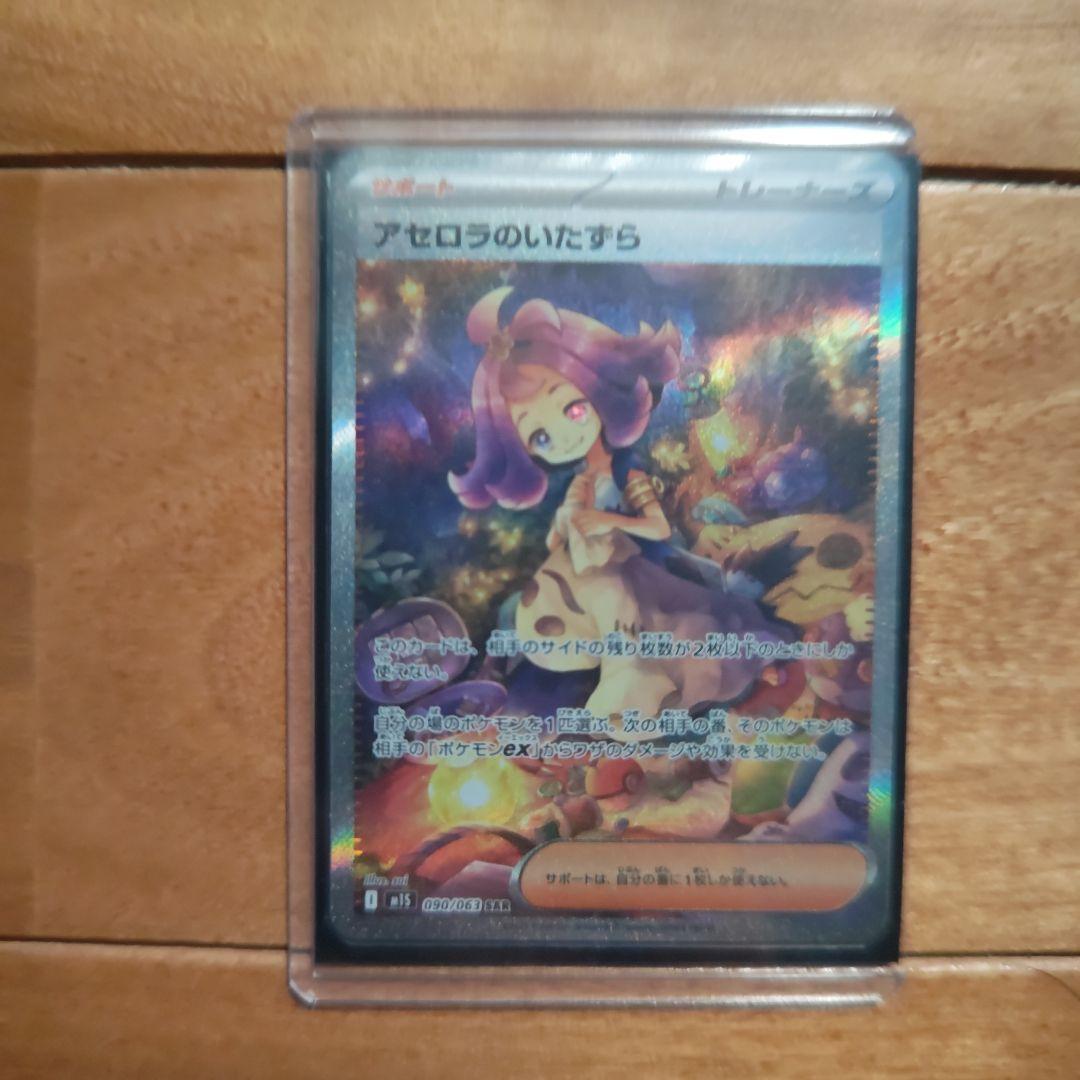 サポート
トレーナーズ
アセロラのいたずら
このカードは、相手のサイドの残り枚数が2枚以下のときにしか
使えない。
自分の場のポケモンを1匹選ぶ。次の相手の番、そのポケモンは
相手の「ポケモンex」からワザのダメージや効果を受けない。
サポートは、自分の番に1枚しか使えない。
illus. sui
I m1S 090/063 SAR